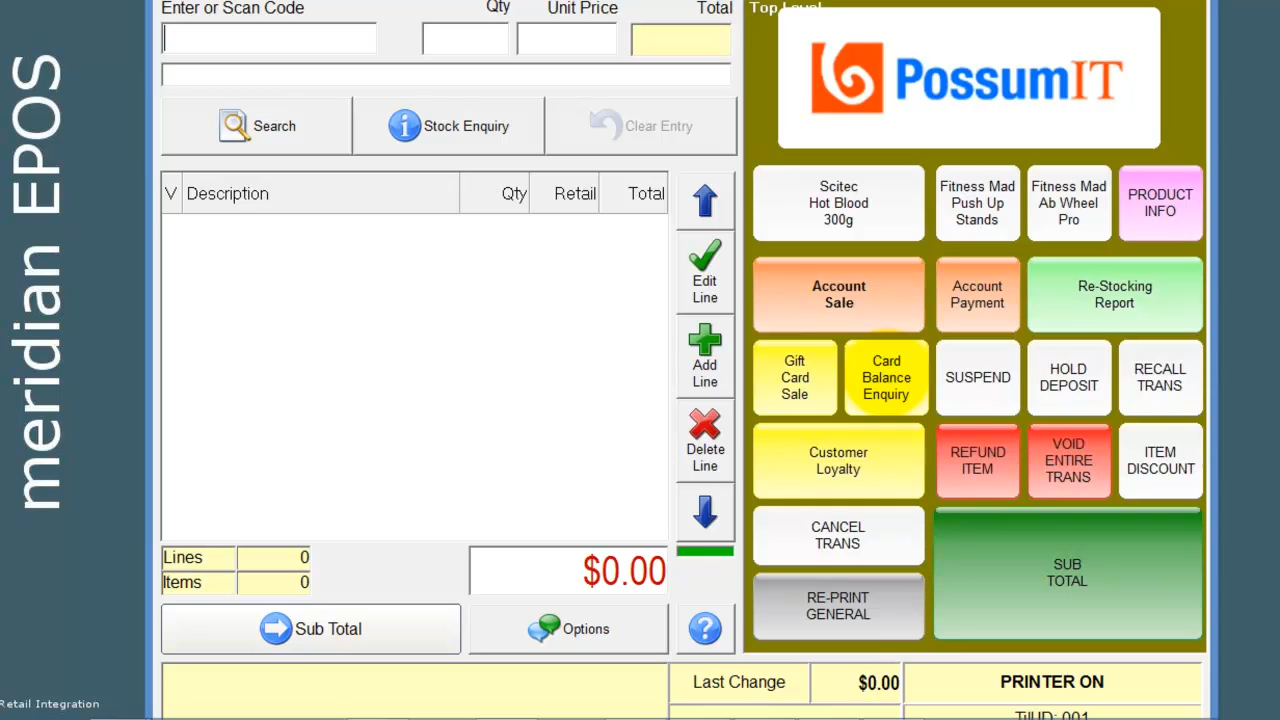 meridian EPOS
Retail Integration
Enter or Scan Code
Qty
Unit Price
Total
Search
Stock Enquiry
Clear Entry
V Description Qty Retail Total
Edit
Line
Add
Line
Delete
Line
Lines 0
Items 0
$0.00
Sub Total
Options
Top Level
PossumIT
Scitec
Hot Blood
300g
Fitness Mad
Push Up
Stands
Fitness Mad
Ab Wheel
Pro
PRODUCT
INFO
Account
Sale
Account
Payment
Re-Stocking
Report
Gift
Card
Sale
Card
Balance
Enquiry
SUSPEND
HOLD
DEPOSIT
RECALL
TRANS
Customer
Loyalty
REFUND
ITEM
VOID
ENTIRE
TRANS
ITEM
DISCOUNT
CANCEL
TRANS
SUB
TOTAL
RE-PRINT
GENERAL
Last Change $0.00 PRINTER ON
TillID: 001